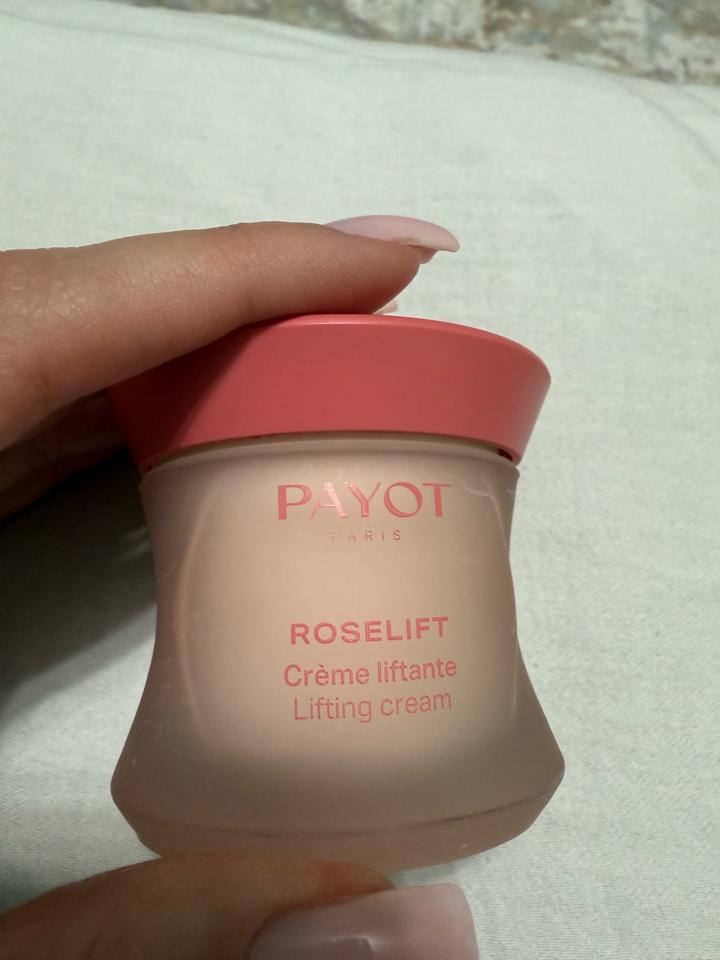 PAYOT
PARIS
ROSELIFT
Crème liftante
Lifting cream